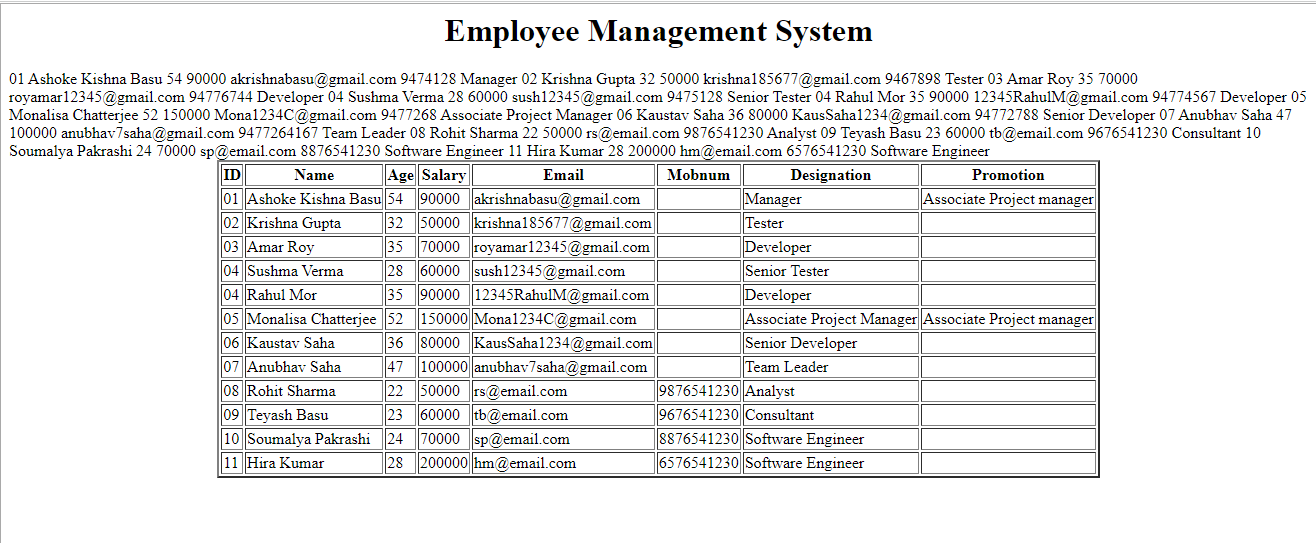 Employee Management System
01 Ashoke Kishna Basu 54 90000 akrishnabasu@gmail.com 9474128 Manager 02 Krishna Gupta 32 50000 krishna185677@gmail.com 9467898 Tester 03 Amar Roy 35 70000
royamar12345@gmail.com 94776744 Developer 04 Sushma Verma 28 60000 sush12345@gmail.com 9475128 Senior Tester 04 Rahul Mor 35 90000 12345RahulM@gmail.com 94774567 Developer 05
Monalisa Chatterjee 52 150000 Mona1234C@gmail.com 9477268 Associate Project Manager 06 Kaustav Saha 36 80000 KausSaha1234@gmail.com 94772788 Senior Developer 07 Anubhav Saha 47
100000 anubhav7saha@gmail.com 9477264167 Team Leader 08 Rohit Sharma 22 50000 rs@email.com 9876541230 Analyst 09 Teyash Basu 23 60000 tb@email.com 9676541230 Consultant 10
Soumalya Pakrashi 24 70000 sp@email.com 8876541230 Software Engineer 11 Hira Kumar 28 200000 hm@email.com 6576541230 Software Engineer
ID Name Age Salary Email Mobnum Designation Promotion
01 Ashoke Kishna Basu 54 90000 akrishnabasu@gmail.com Manager Associate Project manager
02 Krishna Gupta 32 50000 krishna185677@gmail.com Tester
03 Amar Roy 35 70000 royamar12345@gmail.com Developer
04 Sushma Verma 28 60000 sush12345@gmail.com Senior Tester
04 Rahul Mor 35 90000 12345RahulM@gmail.com Developer
05 Monalisa Chatterjee 52 150000 Mona1234C@gmail.com Associate Project Manager Associate Project manager
06 Kaustav Saha 36 80000 KausSaha1234@gmail.com Senior Developer
07 Anubhav Saha 47 100000 anubhav7saha@gmail.com Team Leader
08 Rohit Sharma 22 50000 rs@email.com 9876541230 Analyst
09 Teyash Basu 23 60000 tb@email.com 9676541230 Consultant
10 Soumalya Pakrashi 24 70000 sp@email.com 8876541230 Software Engineer
11 Hira Kumar 28 200000 hm@email.com 6576541230 Software Engineer